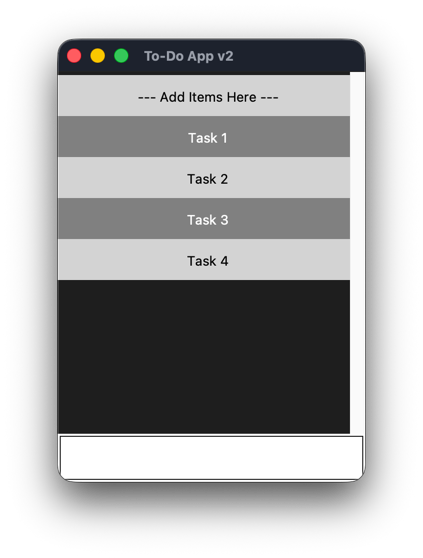 To-Do App v2
--- Add Items Here ---
Task 1
Task 2
Task 3
Task 4